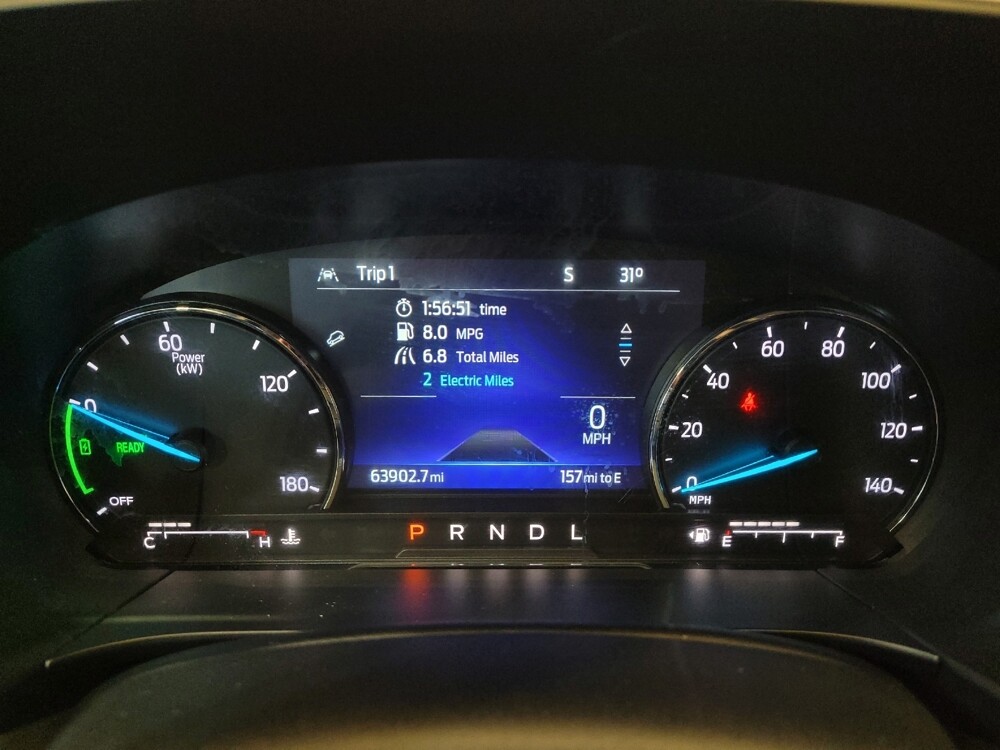 Trip 1 S 31°
1:56:51 time
8.0 MPG
6.8 Total Miles
2 Electric Miles
0
MPH
63902.7 mi 157 mi to E
60
Power
(kW)
120
0
READY
180
OFF
C H
P R N D L
60 80
40 100
20 120
0 140
MPH
E F